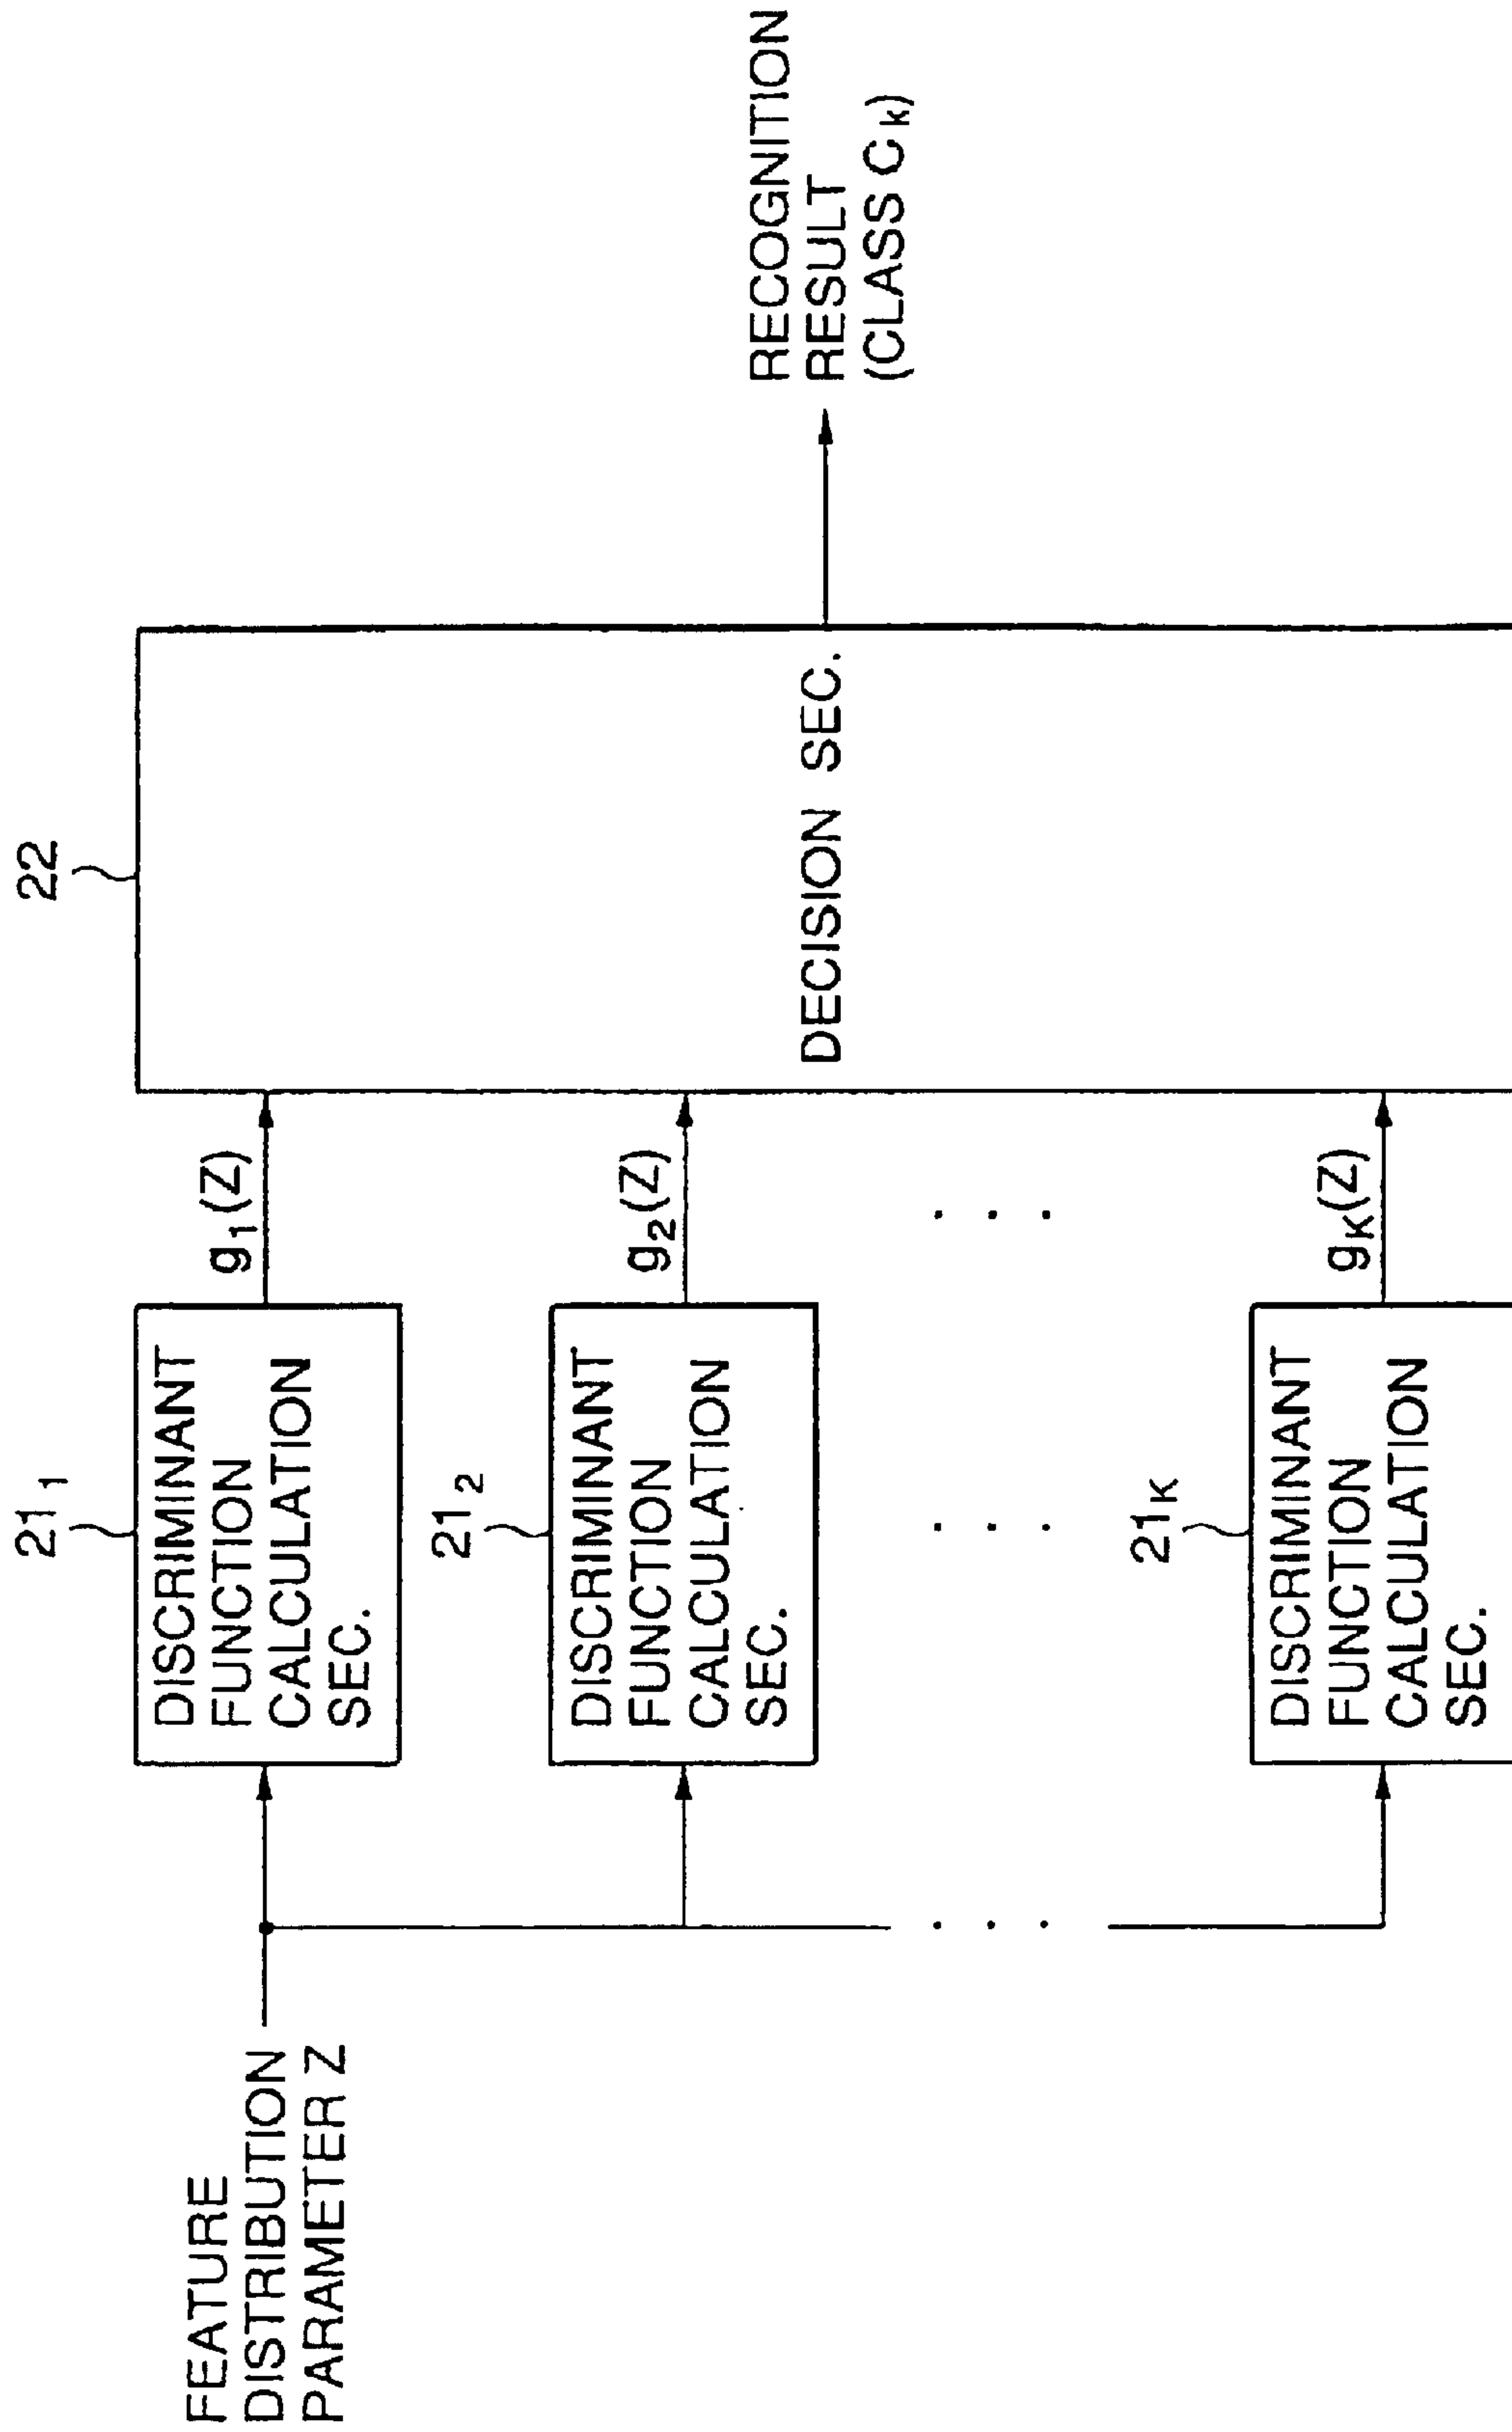 FEATURE
DISTRIBUTION
PARAMETER Z
21₁
DISCRIMINANT
FUNCTION
CALCULATION
SEC.
g₁(Z)
21₂
DISCRIMINANT
FUNCTION
CALCULATION
SEC.
g₂(Z)
. . .
. . .
. . .
21K
DISCRIMINANT
FUNCTION
CALCULATION
SEC.
gK(Z)
22
DECISION SEC.
RECOGNITION
RESULT
(CLASS Ck)